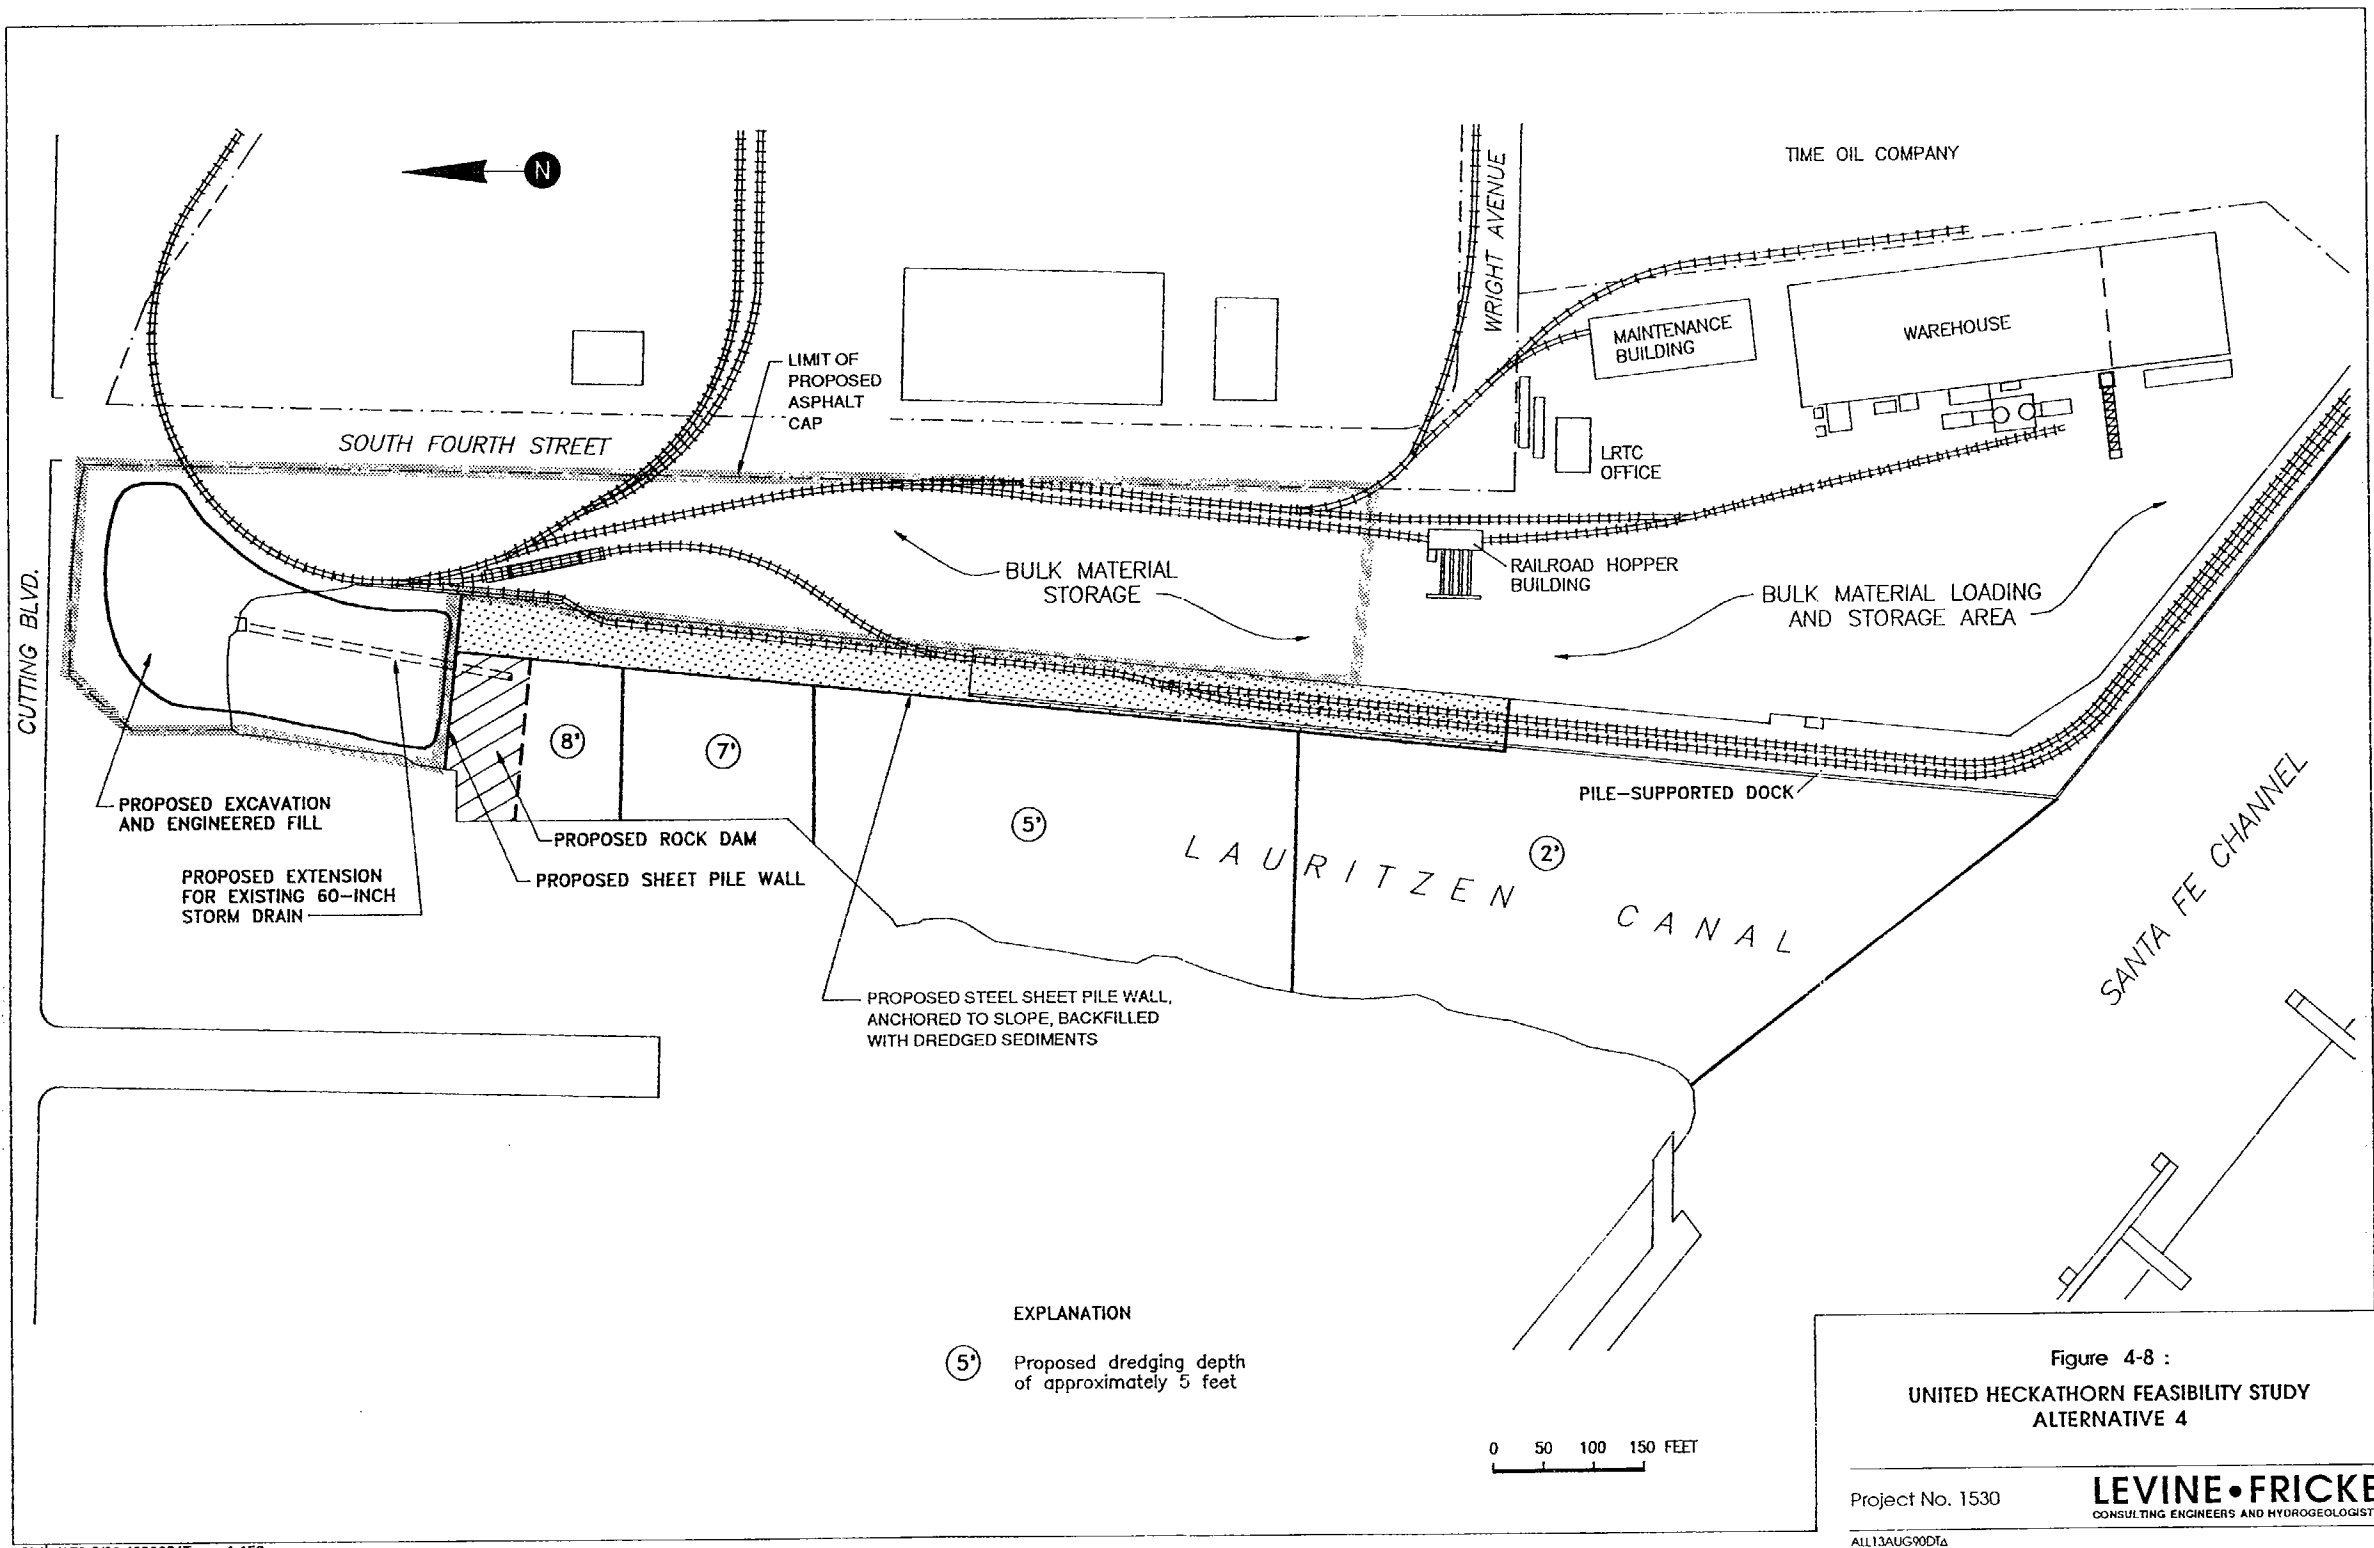 N
TIME OIL COMPANY
WRIGHT AVENUE
MAINTENANCE
BUILDING
WAREHOUSE
LIMIT OF
PROPOSED
ASPHALT
CAP
SOUTH FOURTH STREET
LRTC
OFFICE
CUTTING BLVD.
BULK MATERIAL
STORAGE
RAILROAD HOPPER
BUILDING
BULK MATERIAL LOADING
AND STORAGE AREA
8'
7'
5'
2'
PILE-SUPPORTED DOCK
PROPOSED EXCAVATION
AND ENGINEERED FILL
PROPOSED ROCK DAM
PROPOSED SHEET PILE WALL
PROPOSED EXTENSION
FOR EXISTING 60-INCH
STORM DRAIN
LAURITZEN CANAL
SANTA FE CHANNEL
PROPOSED STEEL SHEET PILE WALL,
ANCHORED TO SLOPE, BACKFILLED
WITH DREDGED SEDIMENTS
EXPLANATION
5' Proposed dredging depth
of approximately 5 feet
0 50 100 150 FEET
Figure 4-8 :
UNITED HECKATHORN FEASIBILITY STUDY
ALTERNATIVE 4
Project No. 1530
LEVINE•FRICKE
CONSULTING ENGINEERS AND HYDROGEOLOGIST
ALL13AUG90DTA